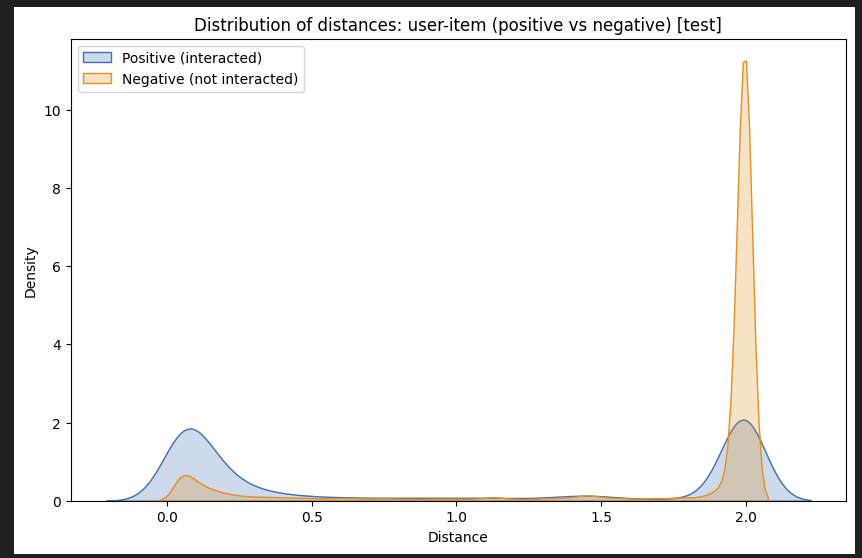 Distribution of distances: user-item (positive vs negative) [test]
Positive (interacted)
Negative (not interacted)
10
8
6
4
2
0
Density
0.0 0.5 1.0 1.5 2.0
Distance